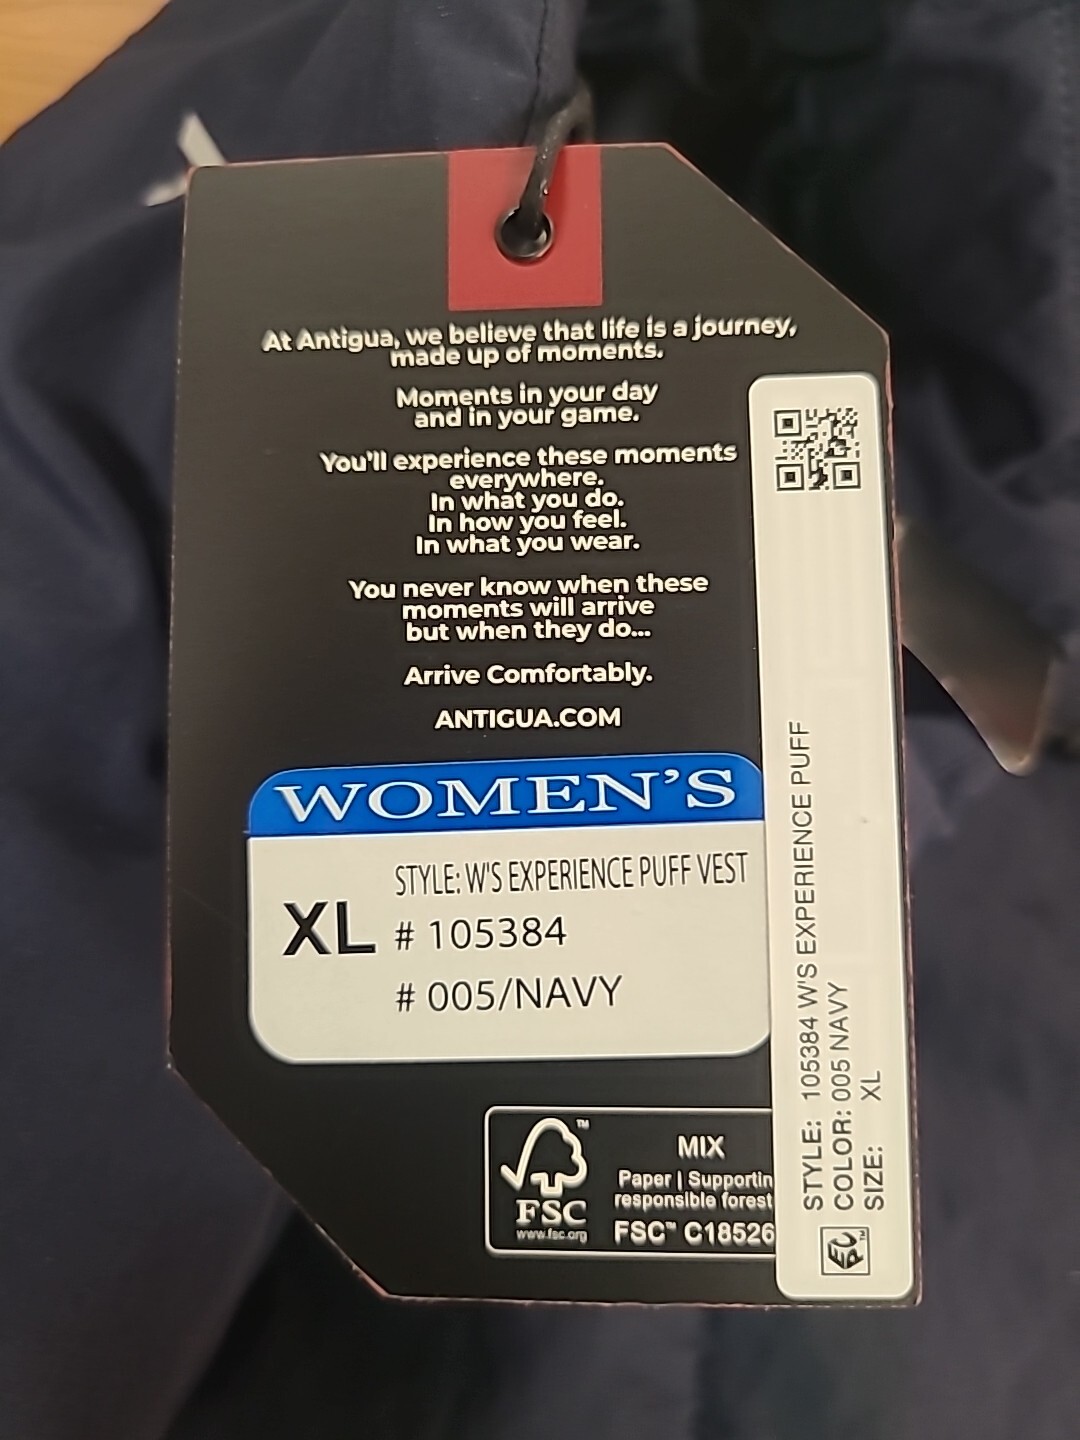 At Antigua, we believe that life is a journey,
made up of moments.
Moments in your day
and in your game.
You'll experience these moments
everywhere.
In what you do.
In how you feel.
In what you wear.
You never know when these
moments will arrive
but when they do...
Arrive Comfortably.
ANTIGUA.COM
WOMEN'S
XL
STYLE: W'S EXPERIENCE PUFF VEST
# 105384
# 005/NAVY
FSC
www.fsc.org
MIX
Paper | Supportin
responsible forest
FSC™ C18526
STYLE: 105384 W'S EXPERIENCE PUFF
COLOR: 005 NAVY
SIZE: XL